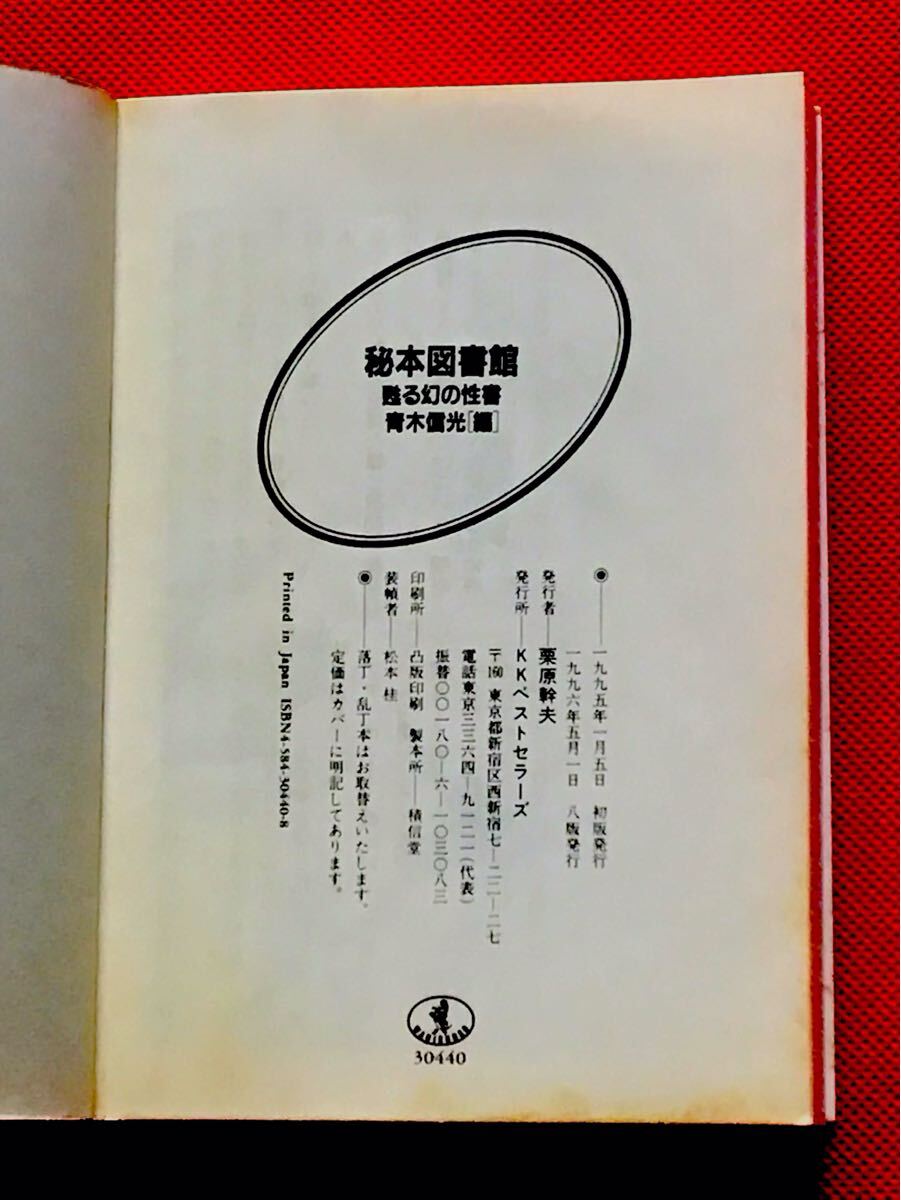 秘本図書館
甦る幻の性書
青木信光[編]
◉——一九九五年一月五日　初版発行
一九九六年五月一日　八版発行
発行者——栗原幹夫
発行所——KKベストセラーズ
〒160 東京都新宿区西新宿七—二二—二七
電話東京三三六四—九一二一(代表)
振替〇〇一八〇—六—一〇三〇八三
印刷所——凸版印刷　製本所——積信堂
装幀者——松本 桂
◉——落丁・乱丁本はお取替えいたします。
定価はカバーに明記してあります。
Printed in Japan ISBN4-584-30440-8
30440